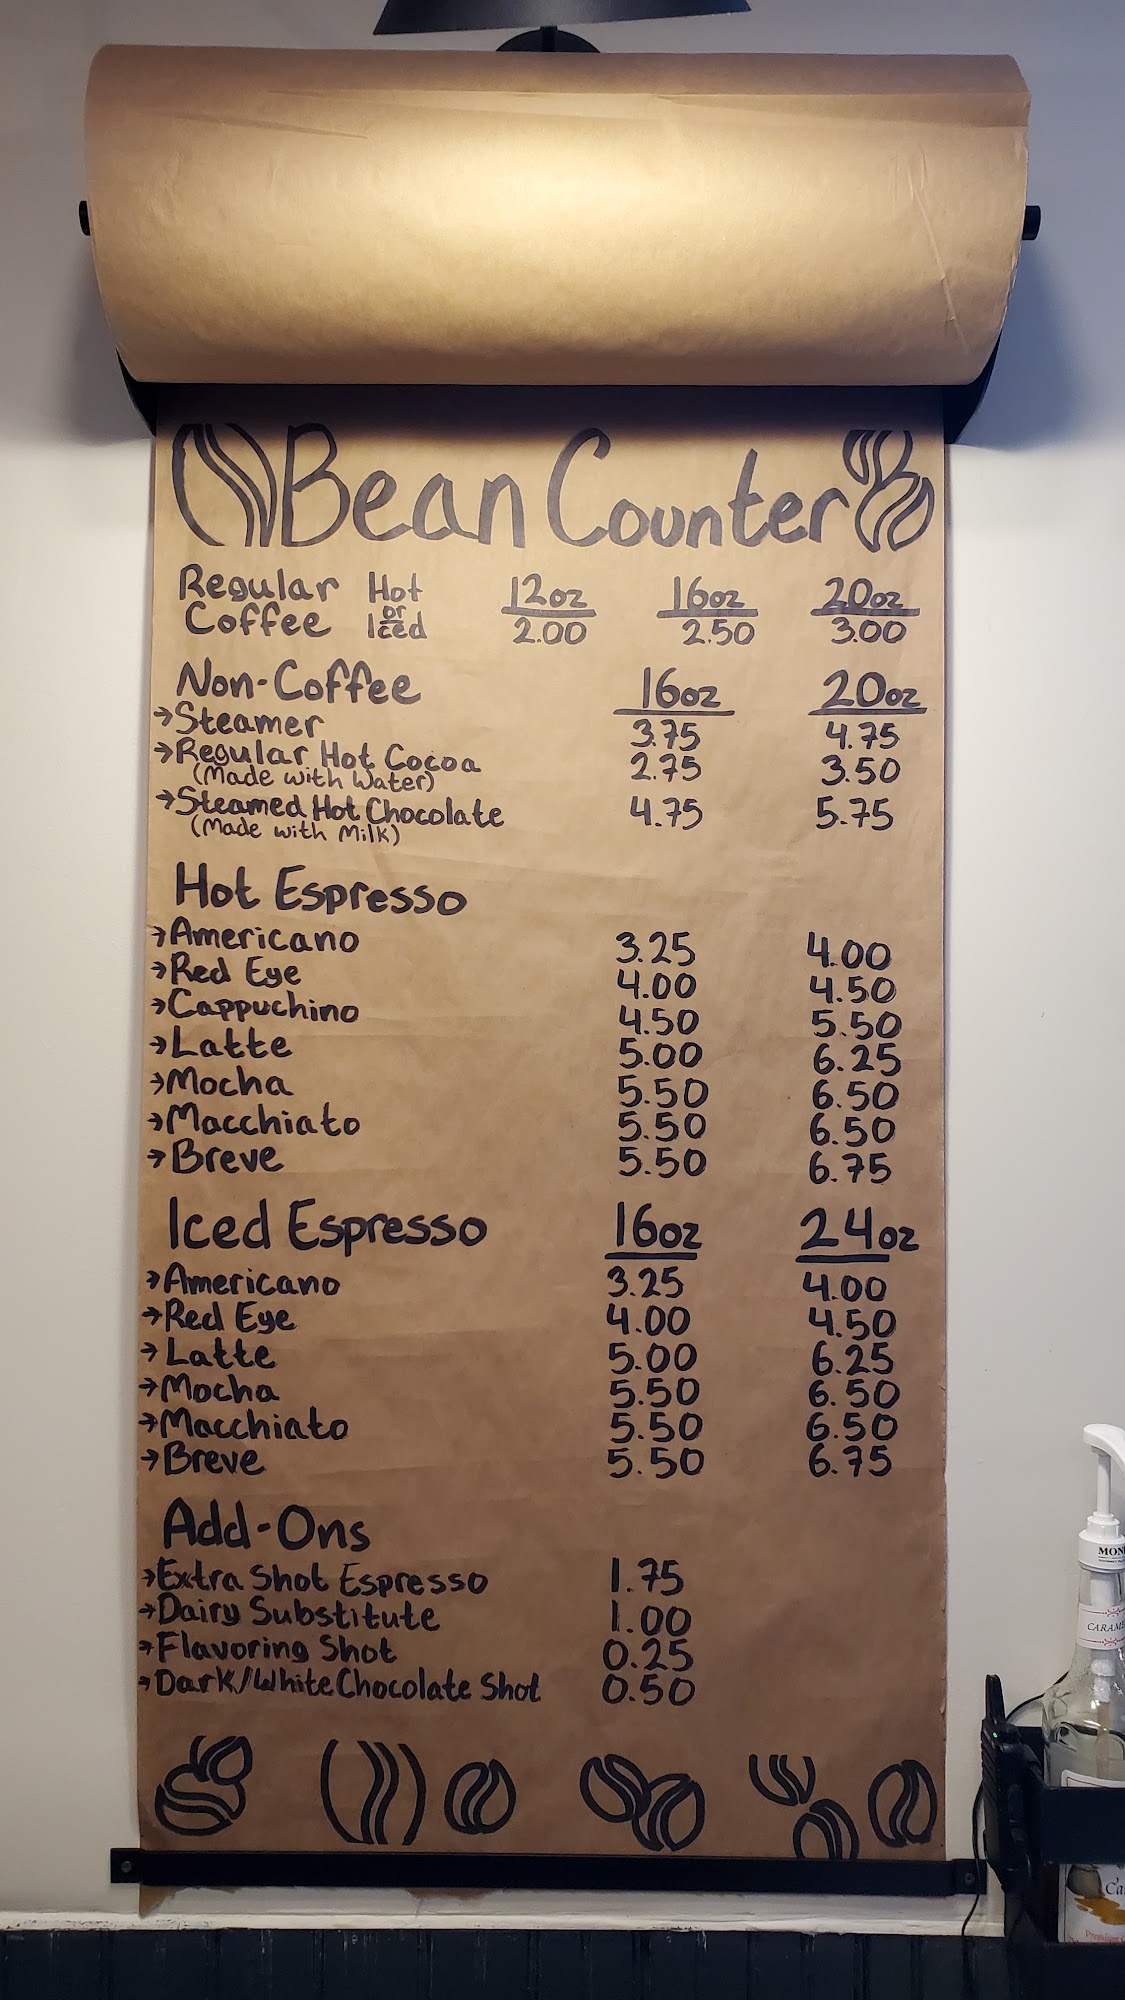 Bean Counter
Regular Hot 12oz 16oz 20oz
or
Coffee Iced 2.00 2.50 3.00
Non-Coffee 16oz 20oz
→Steamer 3.75 4.75
→Regular Hot Cocoa 2.75 3.50
(Made with Water)
→Steamed Hot Chocolate 4.75 5.75
(Made with Milk)
Hot Espresso
→Americano 3.25 4.00
→Red Eye 4.00 4.50
→Cappuchino 4.50 5.50
→Latte 5.00 6.25
→Mocha 5.50 6.50
→Macchiato 5.50 6.50
→Breve 5.50 6.75
Iced Espresso 16oz 24oz
→Americano 3.25 4.00
→Red Eye 4.00 4.50
→Latte 5.00 6.25
→Mocha 5.50 6.50
→Macchiato 5.50 6.50
→Breve 5.50 6.75
Add-Ons
→Extra Shot Espresso 1.75
→Dairy Substitute 1.00
→Flavoring Shot 0.25
→Dark/White Chocolate Shot 0.50
MON
CARAME
Ca